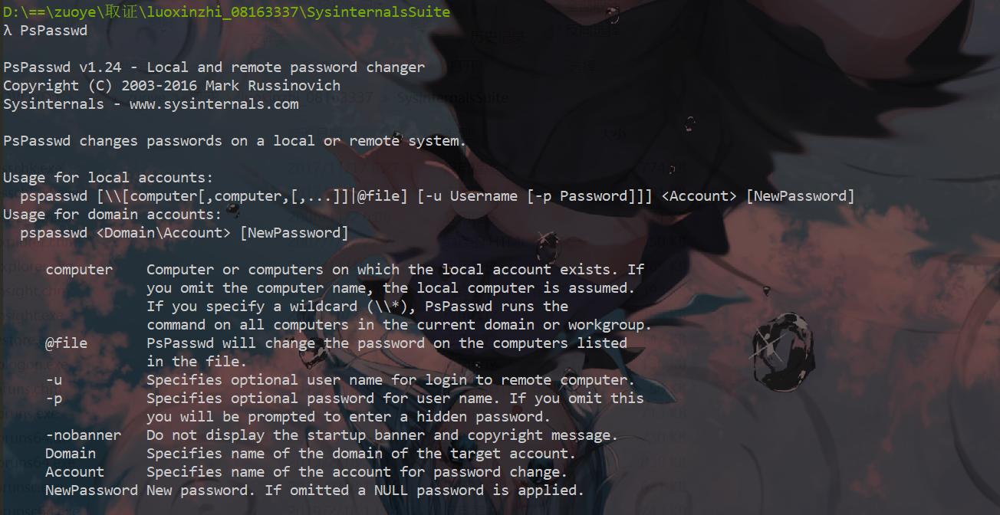 D:\==\zuoye\取证\luoxinzhi_08163337\SysinternalsSuite
λ PsPasswd
PsPasswd v1.24 - Local and remote password changer
Copyright (C) 2003-2016 Mark Russinovich
Sysinternals - www.sysinternals.com
PsPasswd changes passwords on a local or remote system.
Usage for local accounts:
pspasswd [\\[computer[,computer,[,...]]|@file] [-u Username [-p Password]]] <Account> [NewPassword]
Usage for domain accounts:
pspasswd <Domain\Account> [NewPassword]
computer Computer or computers on which the local account exists. If
you omit the computer name, the local computer is assumed.
If you specify a wildcard (\\*), PsPasswd runs the
command on all computers in the current domain or workgroup.
@file PsPasswd will change the password on the computers listed
in the file.
-u Specifies optional user name for login to remote computer.
-p Specifies optional password for user name. If you omit this
you will be prompted to enter a hidden password.
-nobanner Do not display the startup banner and copyright message.
Domain Specifies name of the domain of the target account.
Account Specifies name of the account for password change.
NewPassword New password. If omitted a NULL password is applied.